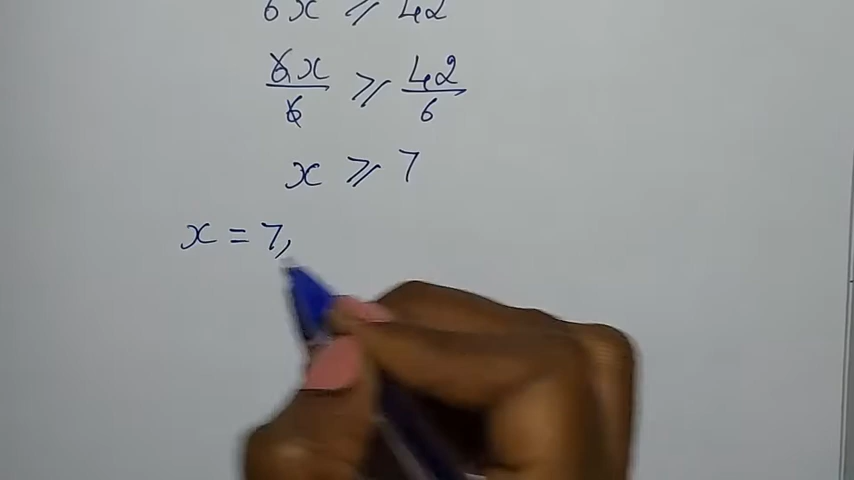 6x ≥ 42
6x/6 ≥ 42/6
x ≥ 7
x = 7,